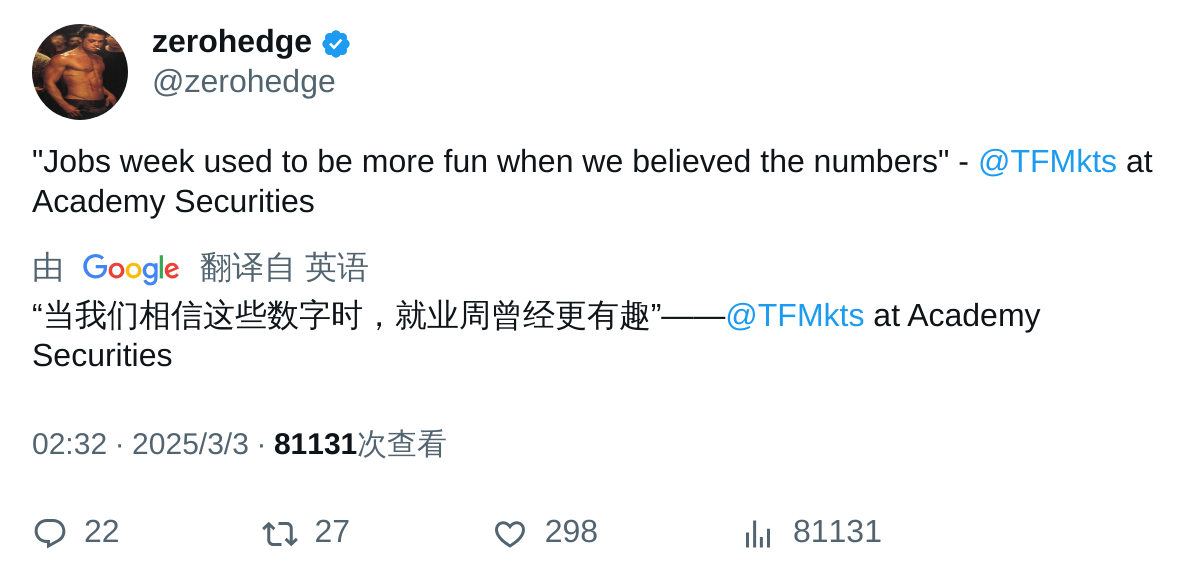 zerohedge
@zerohedge
"Jobs week used to be more fun when we believed the numbers" - @TFMkts at
Academy Securities
由 Google 翻译自 英语
“当我们相信这些数字时，就业周曾经更有趣”——@TFMkts at Academy
Securities
02:32 · 2025/3/3 · 81131次查看
22 27 298 81131